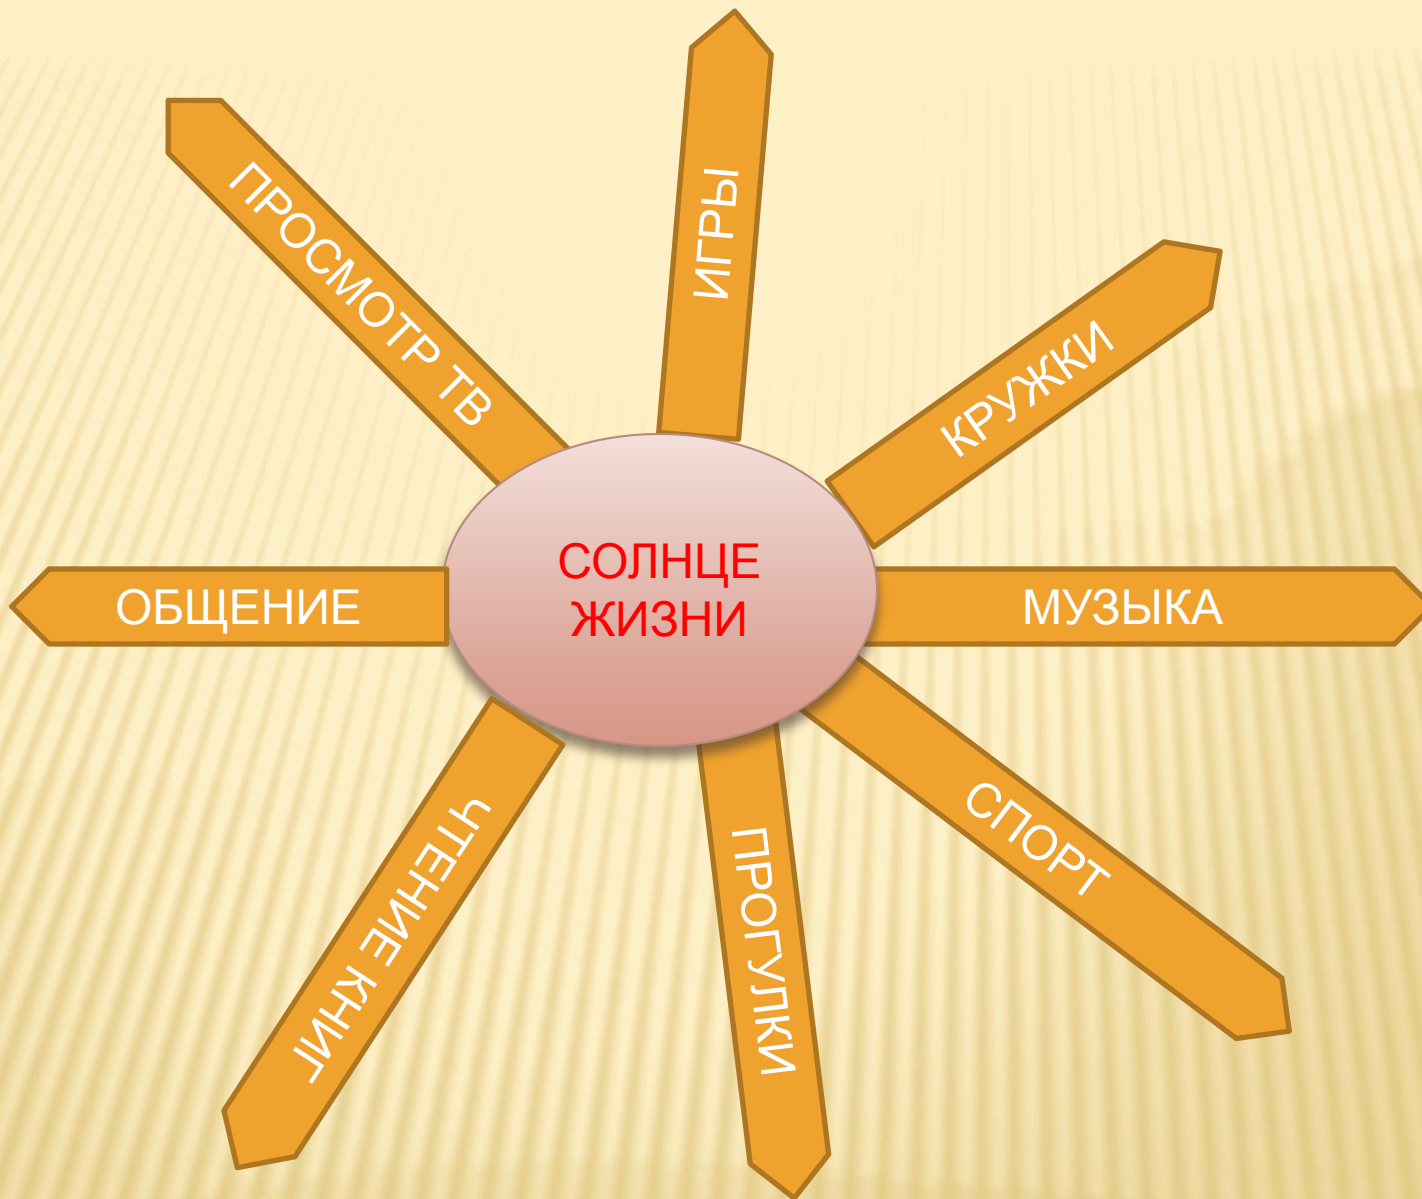 ИГРЫ
ПРОСМОТР ТВ
КРУЖКИ
СОЛНЦЕ
ЖИЗНИ
ОБЩЕНИЕ
МУЗЫКА
ЧТЕНИЕ КНИГ
ПРОГУЛКИ
СПОРТ